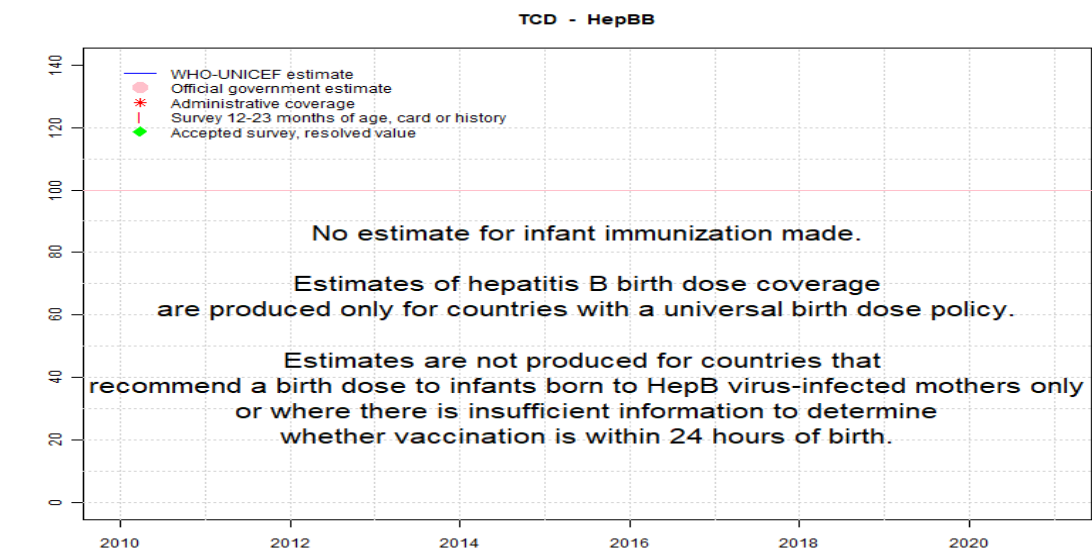 TCD - HepBB
140
120
100
80
60
40
20
0
WHO-UNICEF estimate
Official government estimate
Administrative coverage
Survey 12-23 months of age, card or history
Accepted survey, resolved value
No estimate for infant immunization made.
Estimates of hepatitis B birth dose coverage
are produced only for countries with a universal birth dose policy.
Estimates are not produced for countries that
recommend a birth dose to infants born to HepB virus-infected mothers only
or where there is insufficient information to determine
whether vaccination is within 24 hours of birth.
2010 2012 2014 2016 2018 2020